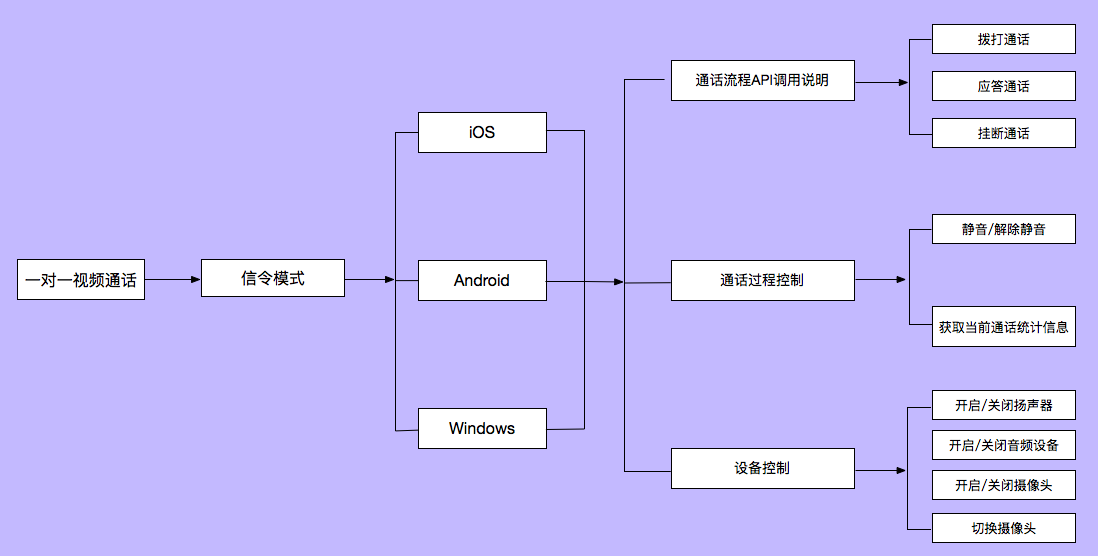 一对一视频通话
信令模式
iOS
Android
Windows
通话流程API调用说明
通话过程控制
设备控制
拨打通话
应答通话
挂断通话
静音/解除静音
获取当前通话统计信息
开启/关闭扬声器
开启/关闭音频设备
开启/关闭摄像头
切换摄像头